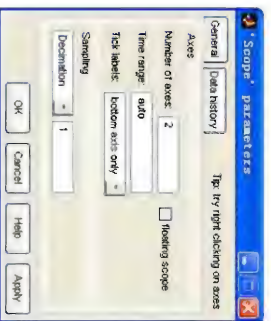 'Scope' parameters
General
Data history
Tip: try right clicking on axes
Axes
Number of axes: 2
floating scope
Time range: auto
Tick labels: bottom axis only
Sampling
Decimation 1
OK
Cancel
Help
Apply